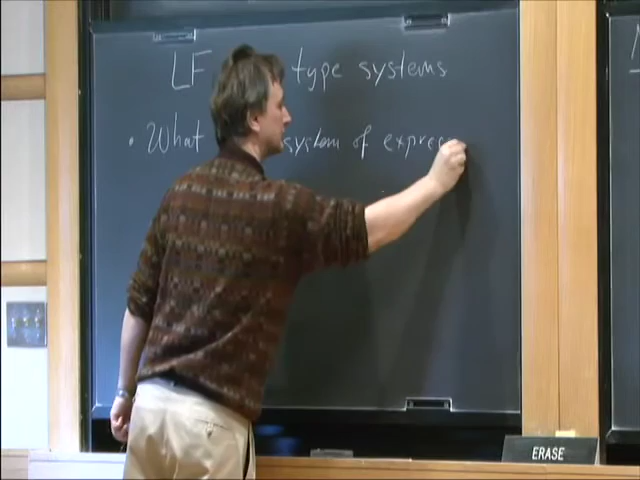 LF type systems
• What system of expres
ERASE